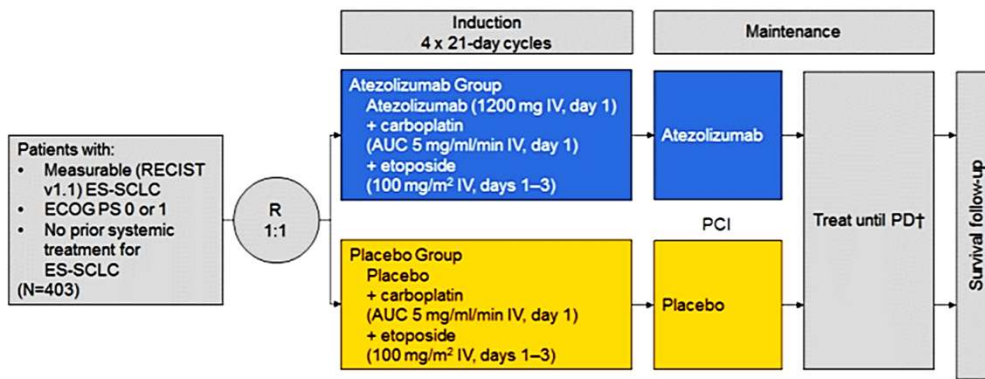 Induction
4 x 21-day cycles
Maintenance
Patients with:
• Measurable (RECIST
v1.1) ES-SCLC
• ECOG PS 0 or 1
• No prior systemic
treatment for
ES-SCLC
(N=403)
R
1:1
Atezolizumab Group
Atezolizumab (1200 mg IV, day 1)
+ carboplatin
(AUC 5 mg/ml/min IV, day 1)
+ etoposide
(100 mg/m² IV, days 1–3)
Atezolizumab
Placebo Group
Placebo
+ carboplatin
(AUC 5 mg/ml/min IV, day 1)
+ etoposide
(100 mg/m² IV, days 1–3)
PCI
Placebo
Treat until PD†
Survival follow-up